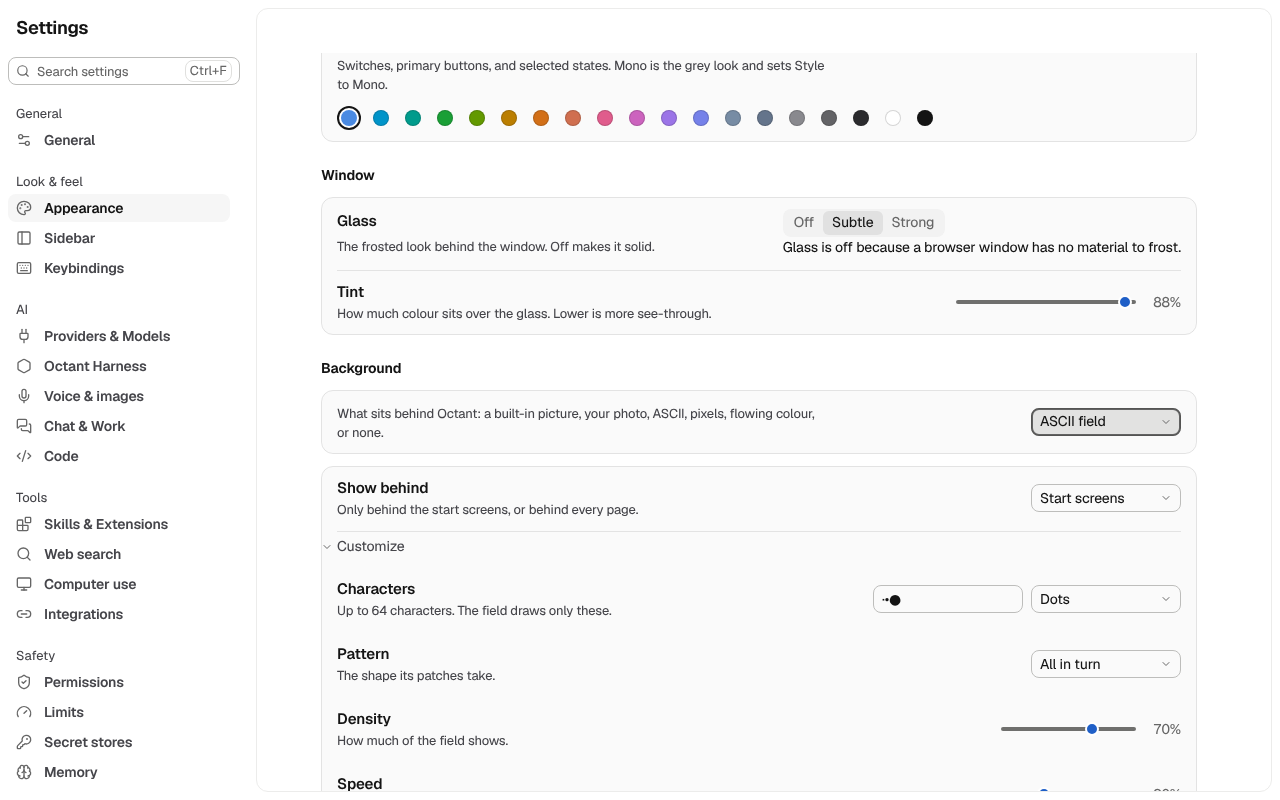 Settings
Search settings Ctrl+F
General
General
Look & feel
Appearance
Sidebar
Keybindings
AI
Providers & Models
Octant Harness
Voice & images
Chat & Work
Code
Tools
Skills & Extensions
Web search
Computer use
Integrations
Safety
Permissions
Limits
Secret stores
Memory
Switches, primary buttons, and selected states. Mono is the grey look and sets Style
to Mono.
Window
Glass
Off Subtle Strong
The frosted look behind the window. Off makes it solid.
Glass is off because a browser window has no material to frost.
Tint
How much colour sits over the glass. Lower is more see-through.
88%
Background
What sits behind Octant: a built-in picture, your photo, ASCII, pixels, flowing colour,
or none.
ASCII field
Show behind
Only behind the start screens, or behind every page.
Start screens
Customize
Characters
Up to 64 characters. The field draws only these.
Dots
Pattern
The shape its patches take.
All in turn
Density
How much of the field shows.
70%
Speed